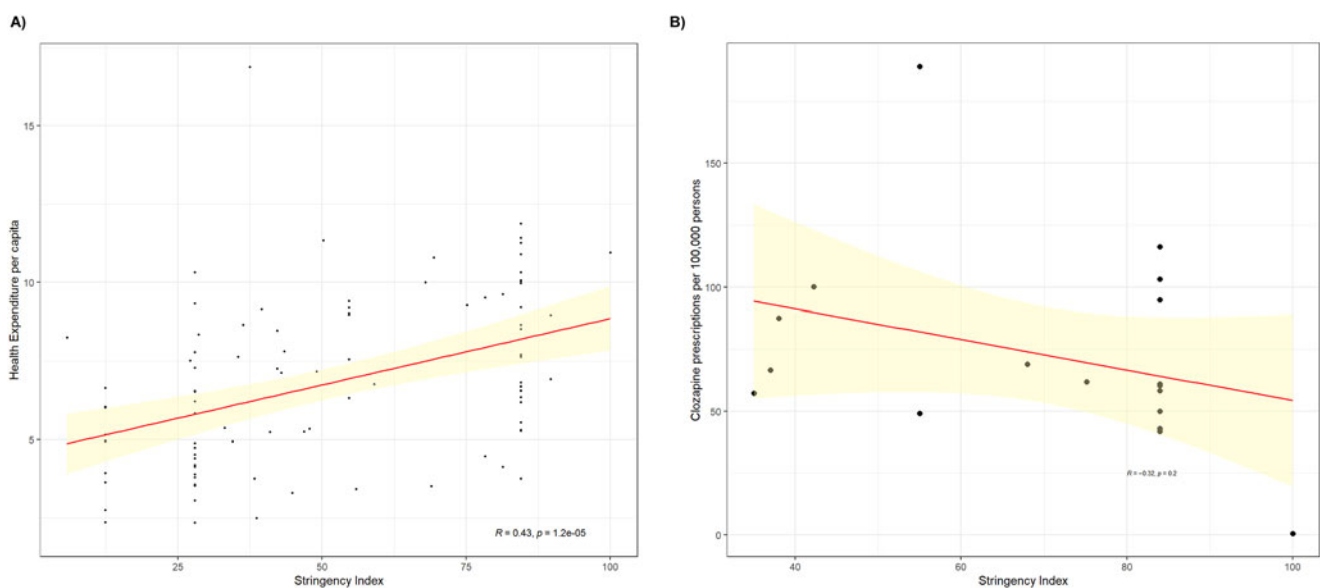 A)
Health Expenditure per capita
15
10
5
R = 0.43, p = 1.2e-05
25
50
75
100
Stringency Index
B)
Clozapine prescriptions per 100,000 persons
150
100
50
0
R = −0.32, p = 0.2
40
60
80
100
Stringency Index